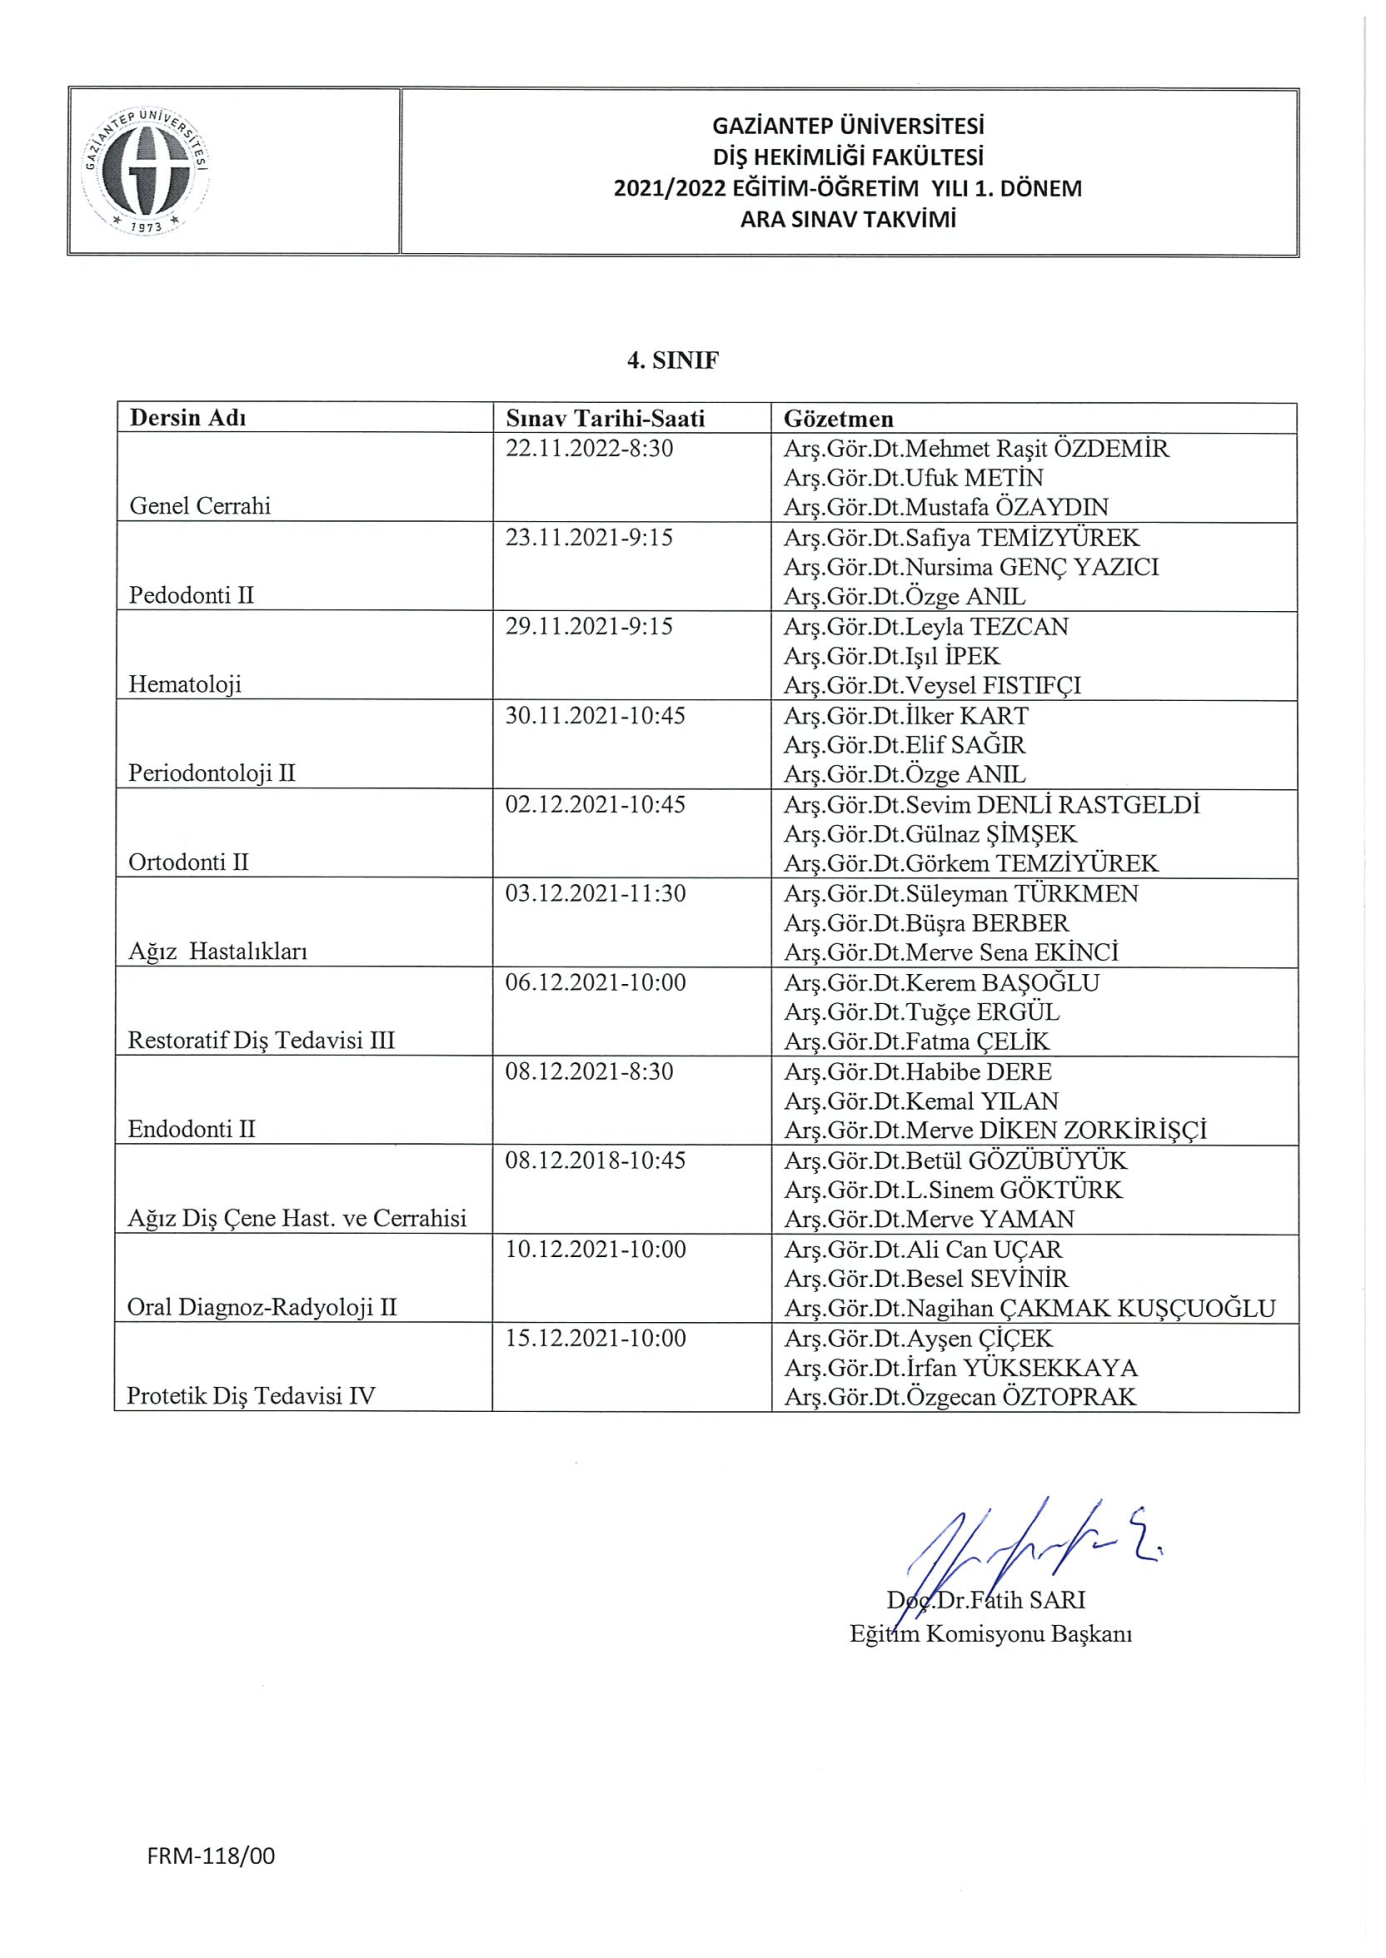 GAZİANTEP ÜNİVERSİTESİ
1973
GAZİANTEP ÜNİVERSİTESİ
DİŞ HEKİMLİĞİ FAKÜLTESİ
2021/2022 EĞİTİM-ÖĞRETİM  YILI 1. DÖNEM
ARA SINAV TAKVİMİ
4. SINIF
Dersin Adı Sınav Tarihi-Saati Gözetmen
22.11.2022-8:30 Arş.Gör.Dt.Mehmet Raşit ÖZDEMİR
Arş.Gör.Dt.Ufuk METİN
Genel Cerrahi Arş.Gör.Dt.Mustafa ÖZAYDIN
23.11.2021-9:15 Arş.Gör.Dt.Safiya TEMİZYÜREK
Arş.Gör.Dt.Nursima GENÇ YAZICI
Pedodonti II Arş.Gör.Dt.Özge ANIL
29.11.2021-9:15 Arş.Gör.Dt.Leyla TEZCAN
Arş.Gör.Dt.Işıl İPEK
Hematoloji Arş.Gör.Dt.Veysel FISTIFÇI
30.11.2021-10:45 Arş.Gör.Dt.İlker KART
Arş.Gör.Dt.Elif SAĞIR
Periodontoloji II Arş.Gör.Dt.Özge ANIL
02.12.2021-10:45 Arş.Gör.Dt.Sevim DENLİ RASTGELDİ
Arş.Gör.Dt.Gülnaz ŞİMŞEK
Ortodonti II Arş.Gör.Dt.Görkem TEMZİYÜREK
03.12.2021-11:30 Arş.Gör.Dt.Süleyman TÜRKMEN
Arş.Gör.Dt.Büşra BERBER
Ağız  Hastalıkları Arş.Gör.Dt.Merve Sena EKİNCİ
06.12.2021-10:00 Arş.Gör.Dt.Kerem BAŞOĞLU
Arş.Gör.Dt.Tuğçe ERGÜL
Restoratif Diş Tedavisi III Arş.Gör.Dt.Fatma ÇELİK
08.12.2021-8:30 Arş.Gör.Dt.Habibe DERE
Arş.Gör.Dt.Kemal YILAN
Endodonti II Arş.Gör.Dt.Merve DİKEN ZORKİRİŞÇİ
08.12.2018-10:45 Arş.Gör.Dt.Betül GÖZÜBÜYÜK
Arş.Gör.Dt.L.Sinem GÖKTÜRK
Ağız Diş Çene Hast. ve Cerrahisi Arş.Gör.Dt.Merve YAMAN
10.12.2021-10:00 Arş.Gör.Dt.Ali Can UÇAR
Arş.Gör.Dt.Besel SEVİNİR
Oral Diagnoz-Radyoloji II Arş.Gör.Dt.Nagihan ÇAKMAK KUŞÇUOĞLU
15.12.2021-10:00 Arş.Gör.Dt.Ayşen ÇİÇEK
Arş.Gör.Dt.İrfan YÜKSEKKAYA
Protetik Diş Tedavisi IV Arş.Gör.Dt.Özgecan ÖZTOPRAK
Doç.Dr.Fatih SARI
Eğitim Komisyonu Başkanı
FRM-118/00